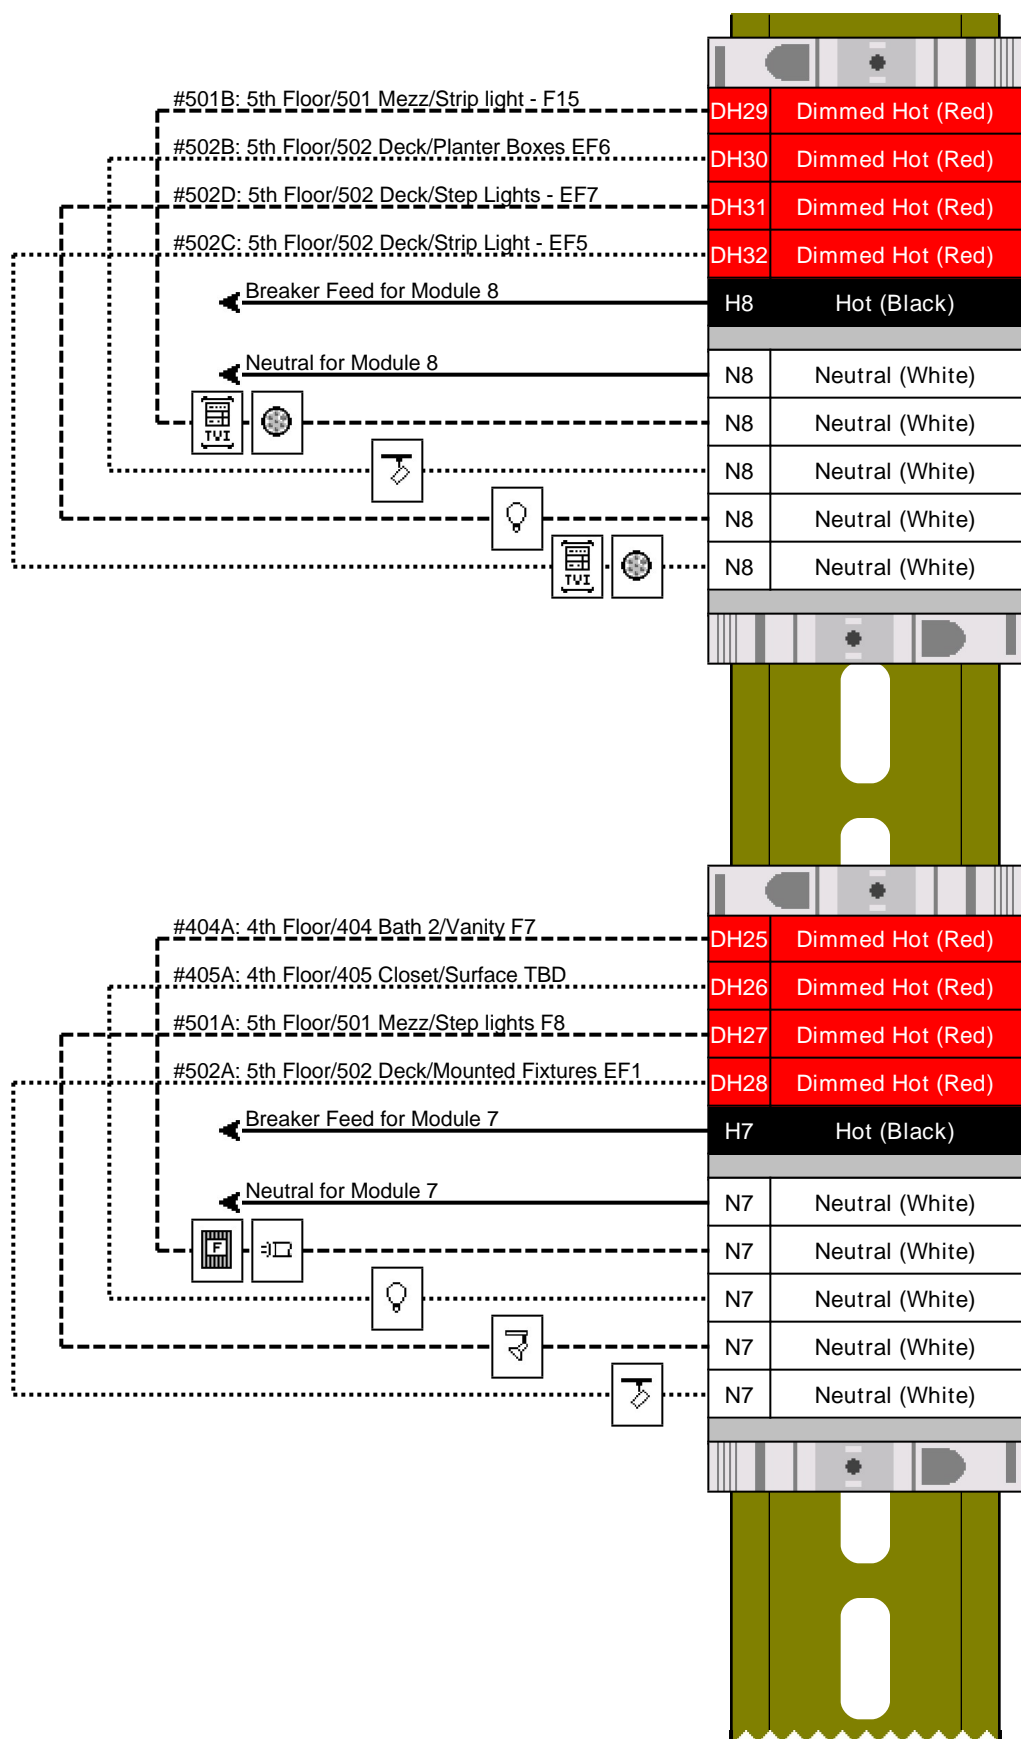 #501B: 5th Floor/501 Mezz/Strip light - F15
DH29 Dimmed Hot (Red)
#502B: 5th Floor/502 Deck/Planter Boxes EF6
DH30 Dimmed Hot (Red)
#502D: 5th Floor/502 Deck/Step Lights - EF7
DH31 Dimmed Hot (Red)
#502C: 5th Floor/502 Deck/Strip Light - EF5
DH32 Dimmed Hot (Red)
Breaker Feed for Module 8
H8 Hot (Black)
Neutral for Module 8
N8 Neutral (White)
TVI
N8 Neutral (White)
N8 Neutral (White)
N8 Neutral (White)
TVI
N8 Neutral (White)
#404A: 4th Floor/404 Bath 2/Vanity F7
DH25 Dimmed Hot (Red)
#405A: 4th Floor/405 Closet/Surface TBD
DH26 Dimmed Hot (Red)
#501A: 5th Floor/501 Mezz/Step lights F8
DH27 Dimmed Hot (Red)
#502A: 5th Floor/502 Deck/Mounted Fixtures EF1
DH28 Dimmed Hot (Red)
Breaker Feed for Module 7
H7 Hot (Black)
Neutral for Module 7
N7 Neutral (White)
F
N7 Neutral (White)
N7 Neutral (White)
N7 Neutral (White)
N7 Neutral (White)